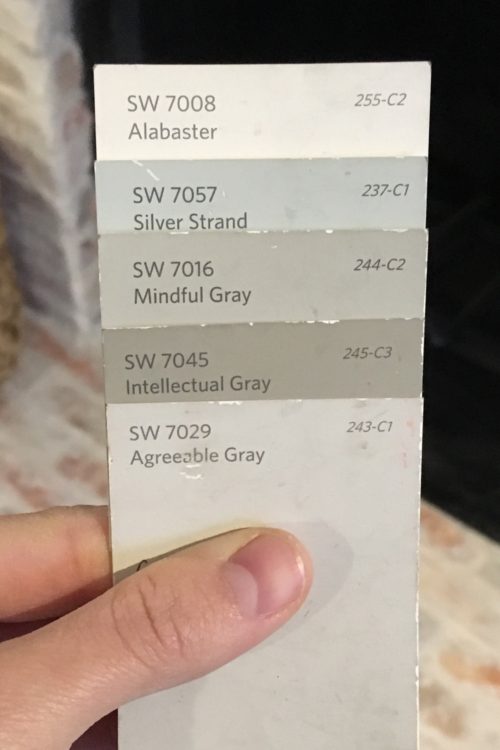 SW 7008 255-C2
Alabaster
SW 7057 237-C1
Silver Strand
SW 7016 244-C2
Mindful Gray
SW 7045 245-C3
Intellectual Gray
SW 7029 243-C1
Agreeable Gray